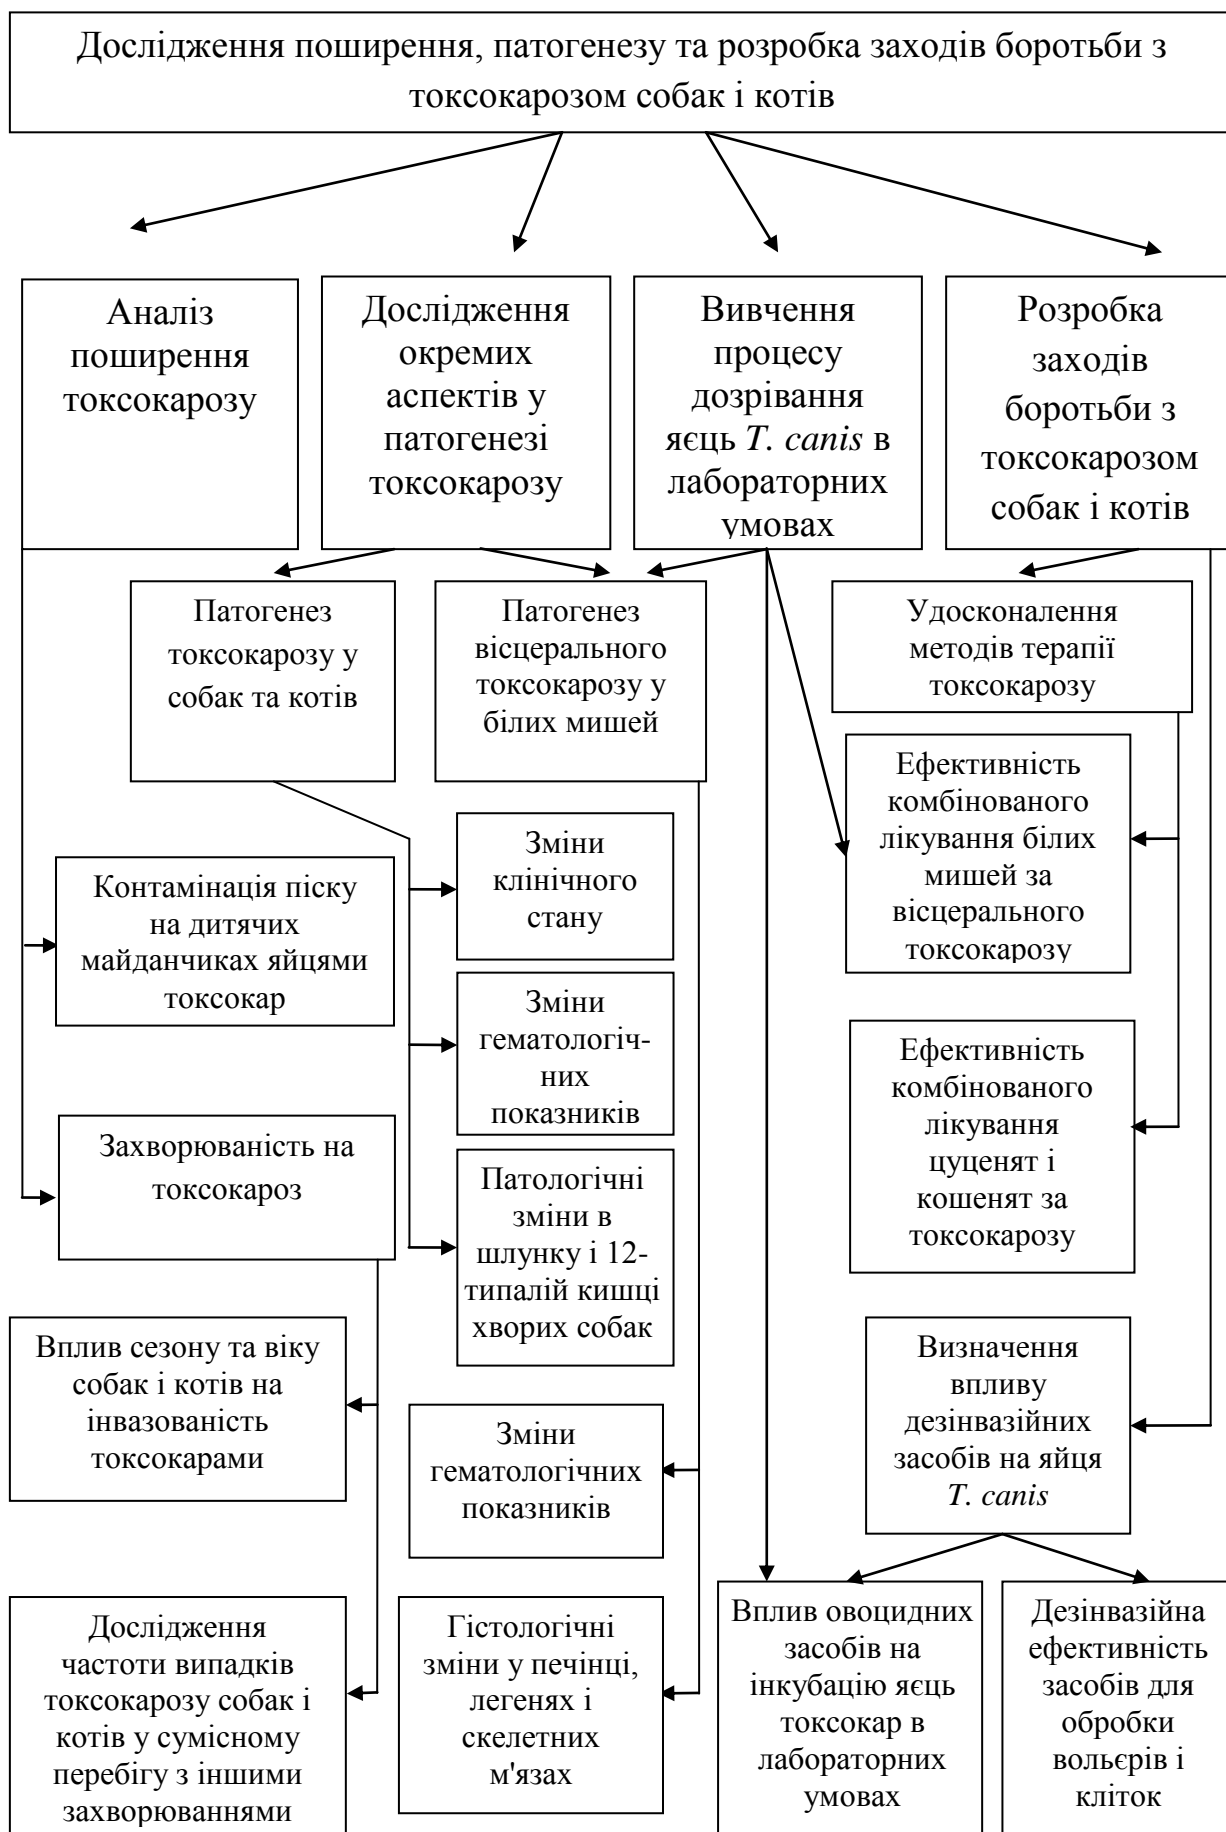 Дослідження поширення, патогенезу та розробка заходів боротьби з
токсокарозом собак і котів
Аналіз
поширення
токсокарозу
Дослідження
окремих
аспектів у
патогенезі
токсокарозу
Вивчення
процесу
дозрівання
яєць T. canis в
лабораторних
умовах
Розробка
заходів
боротьби з
токсокарозом
собак і котів
Патогенез
токсокарозу у
собак та котів
Патогенез
вісцерального
токсокарозу у
білих мишей
Удосконалення
методів терапії
токсокарозу
Ефективність
комбінованого
лікування білих
мишей за
вісцерального
токсокарозу
Зміни
клінічного
стану
Контамінація піску
на дитячих
майданчиках яйцями
токсокар
Зміни
гематологіч-
них
показників
Ефективність
комбінованого
лікування
цуценят і
кошенят за
токсокарозу
Захворюваність на
токсокароз
Патологічні
зміни в
шлунку і 12-
типалій кишці
хворих собак
Вплив сезону та віку
собак і котів на
інвазованість
токсокарами
Зміни
гематологічних
показників
Визначення
впливу
дезінвазійних
засобів на яйця
T. canis
Дослідження
частоти випадків
токсокарозу собак і
котів у сумісному
перебігу з іншими
захворюваннями
Гістологічні
зміни у печінці,
легенях і
скелетних
м'язах
Вплив овоцидних
засобів на
інкубацію яєць
токсокар в
лабораторних
умовах
Дезінвазійна
ефективність
засобів для
обробки
вольєрів і
кліток